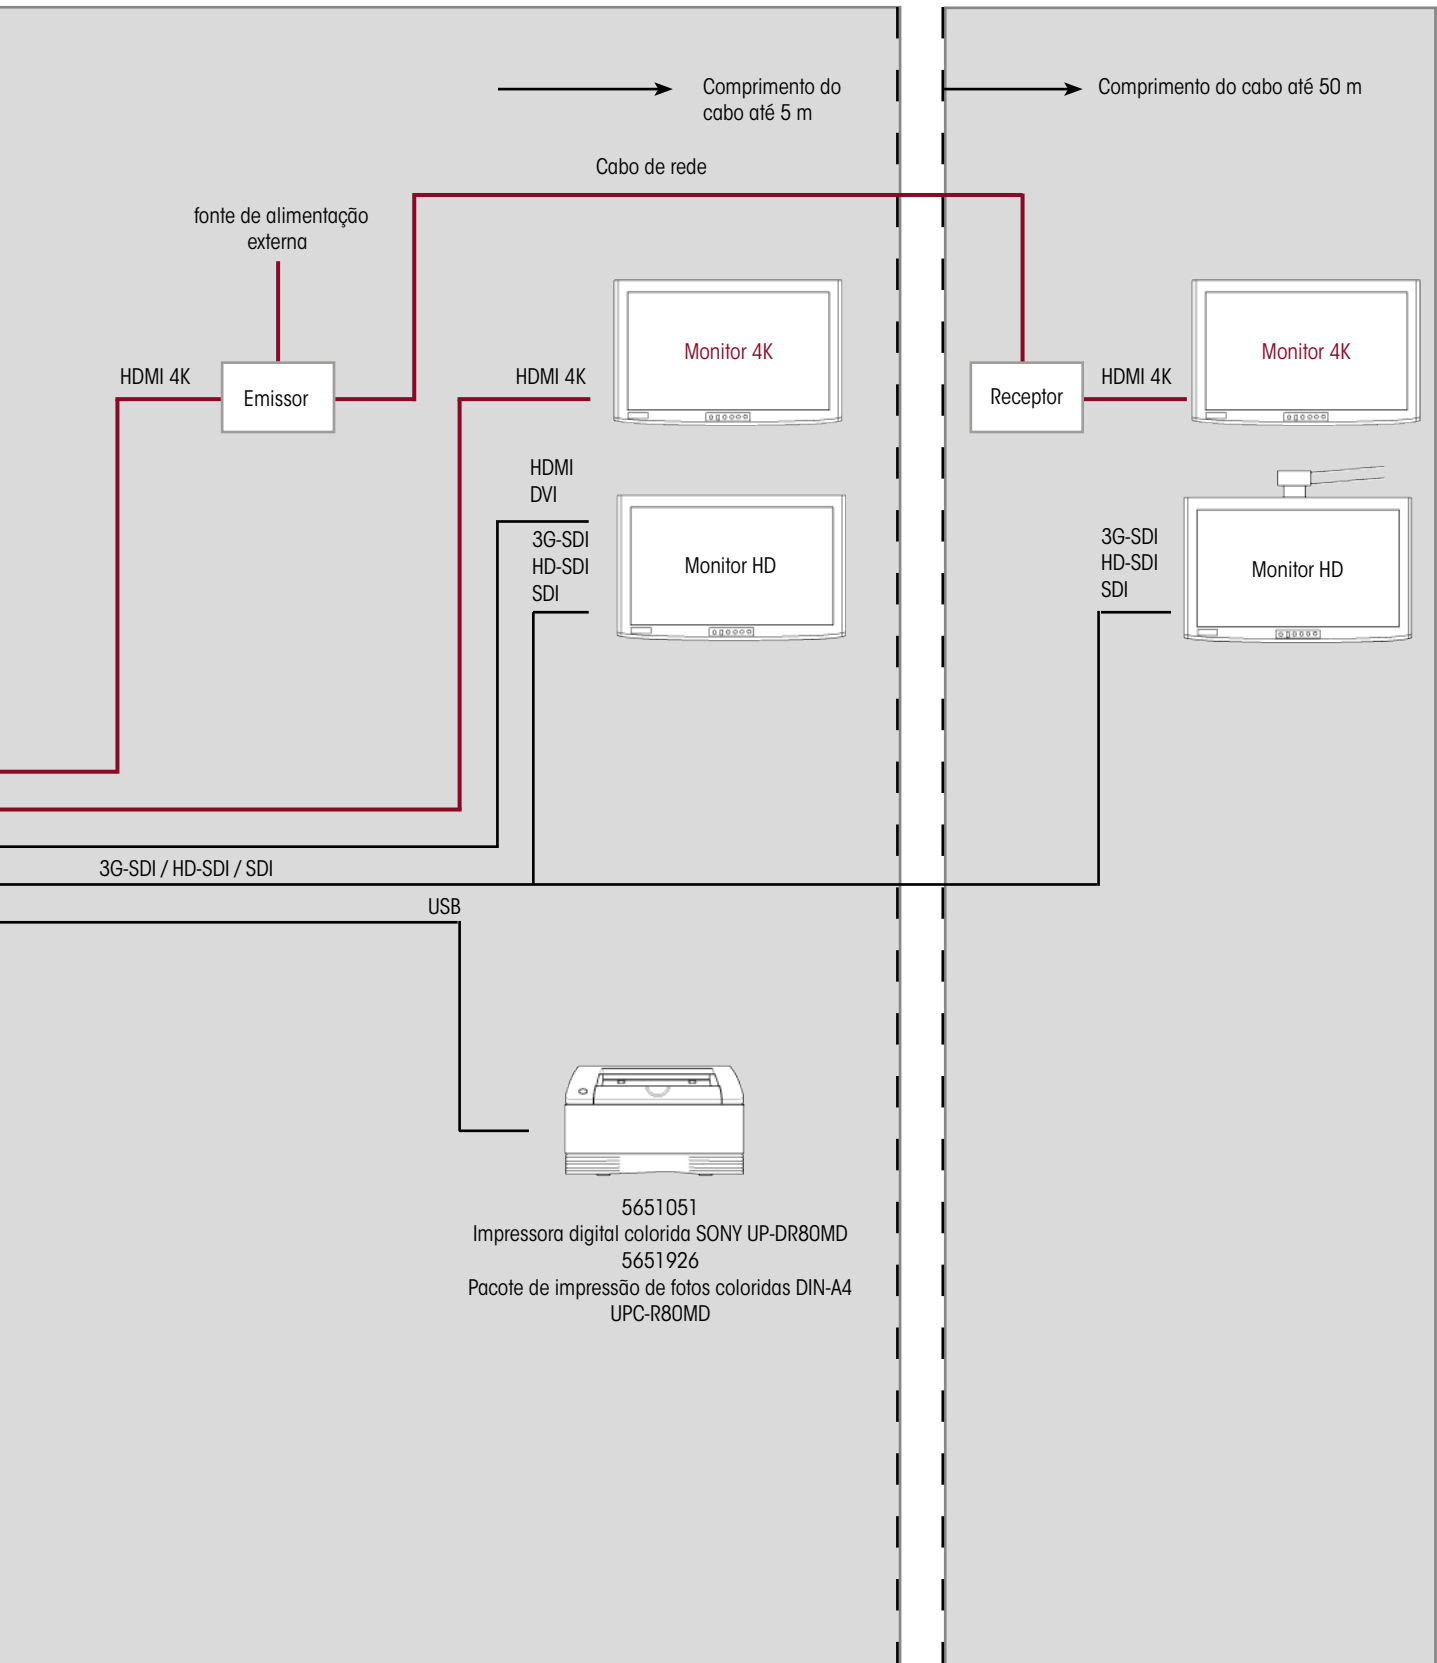 Comprimento do
cabo até 5 m
Comprimento do cabo até 50 m
Cabo de rede
fonte de alimentação
externa
HDMI 4K
Emissor
HDMI 4K
Monitor 4K
Receptor
HDMI 4K
Monitor 4K
HDMI
DVI
3G-SDI
HD-SDI
SDI
Monitor HD
3G-SDI
HD-SDI
SDI
Monitor HD
3G-SDI / HD-SDI / SDI
USB
5651051
Impressora digital colorida SONY UP-DR80MD
5651926
Pacote de impressão de fotos coloridas DIN-A4
UPC-R80MD